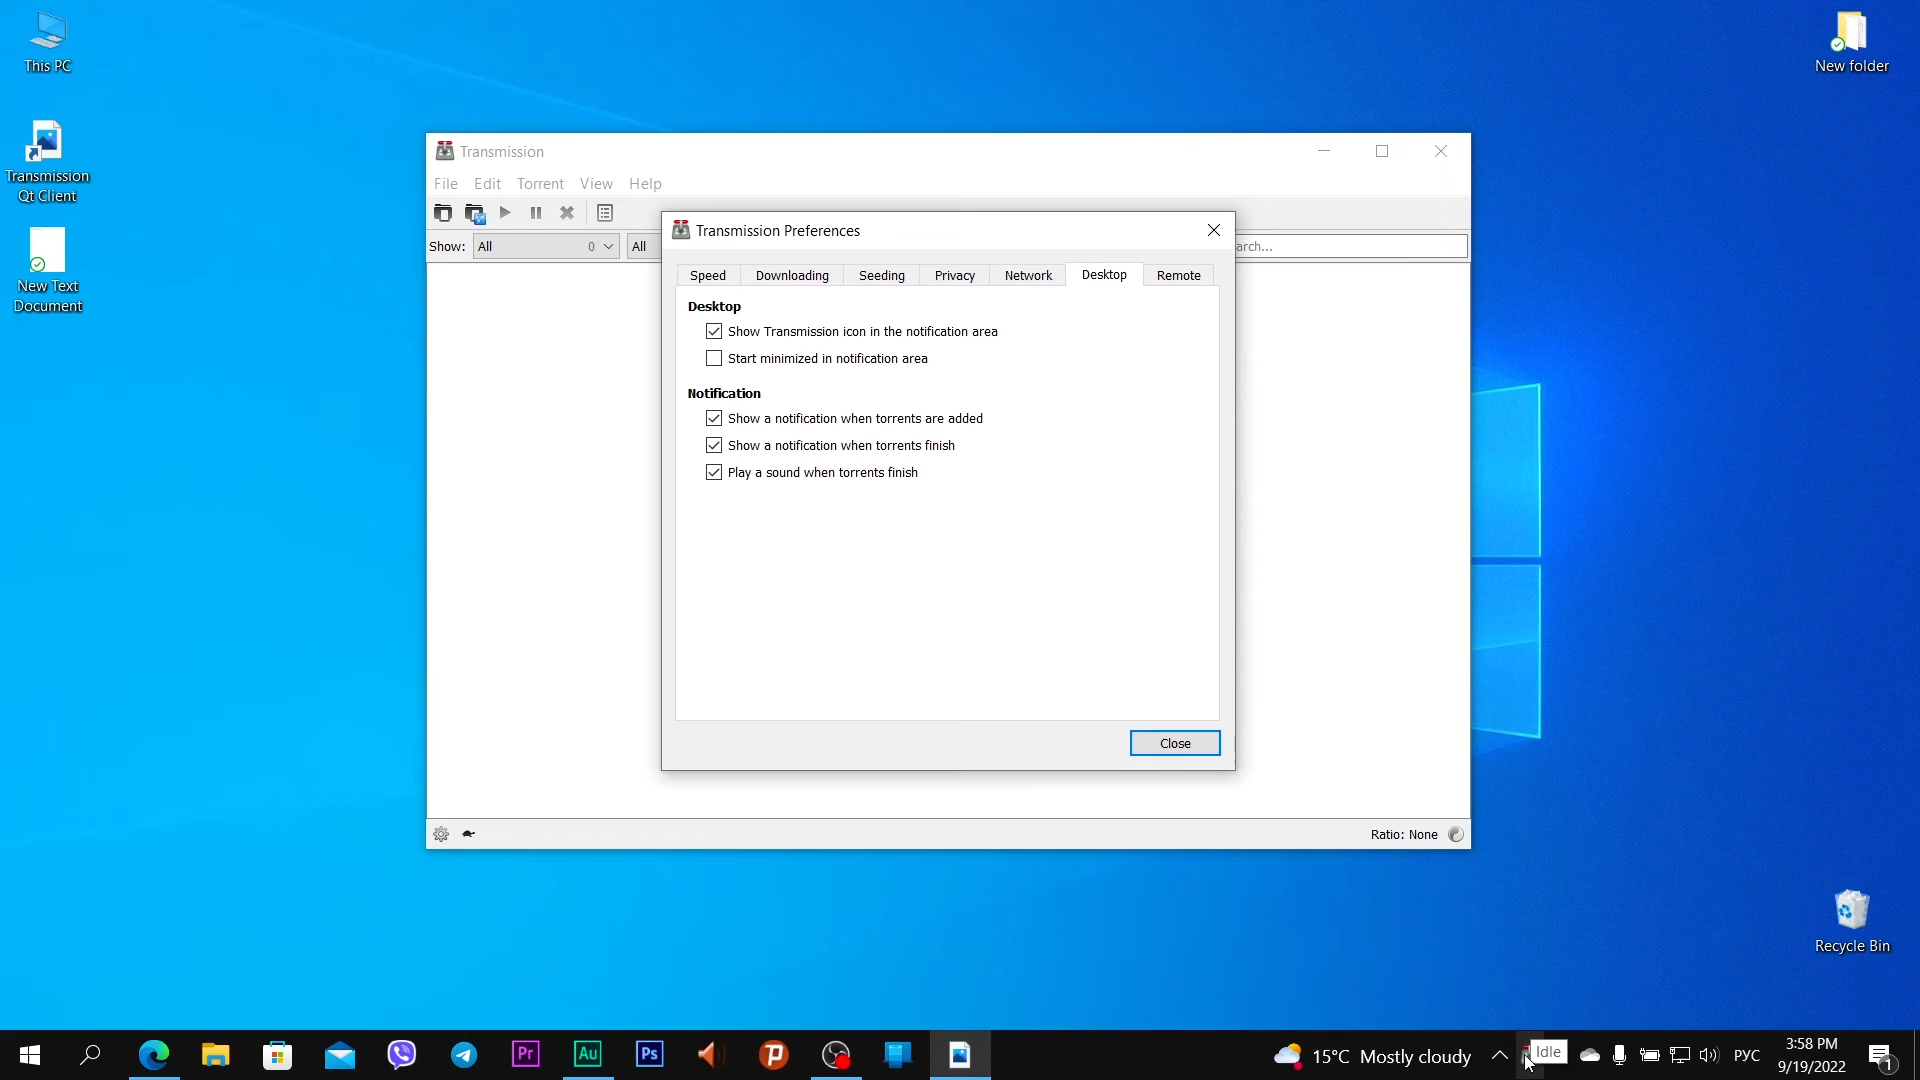 This PC
Transmission
Qt Client
New Text
Document
New folder
Transmission
File Edit Torrent View Help
Show: All 0 All arch...
Transmission Preferences
Speed Downloading Seeding Privacy Network Desktop Remote
Desktop
Show Transmission icon in the notification area
Start minimized in notification area
Notification
Show a notification when torrents are added
Show a notification when torrents finish
Play a sound when torrents finish
Close
Ratio: None
Recycle Bin
Pr Au Ps
15°C Mostly cloudy
Idle
РУС
3:58 PM
9/19/2022
1